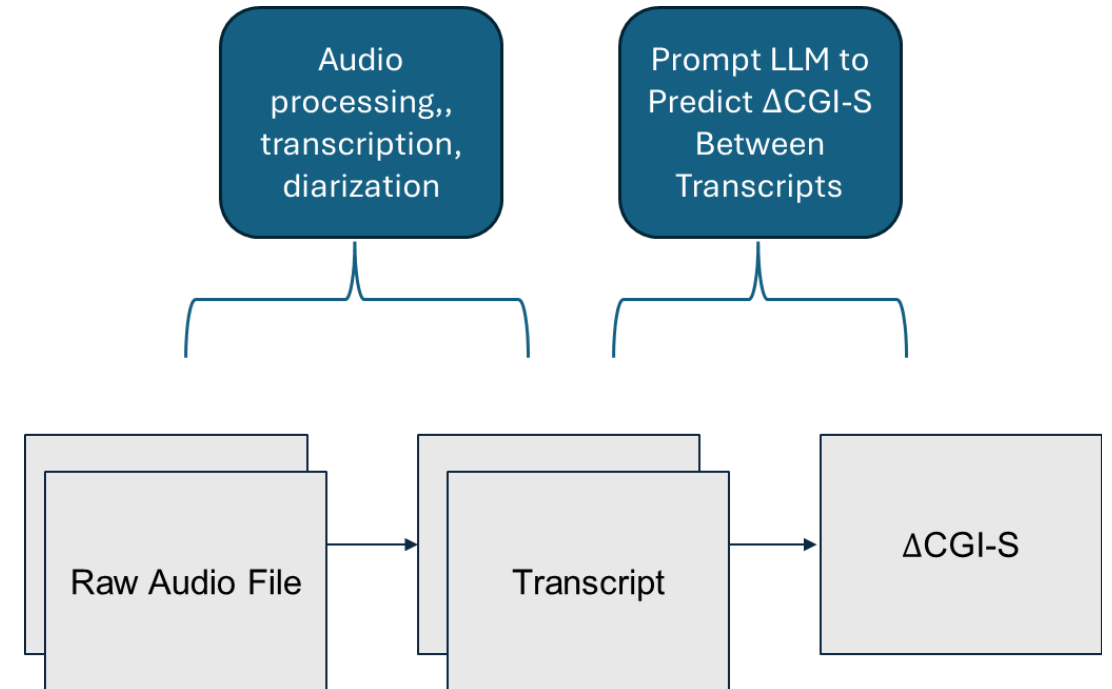 Audio
processing,,
transcription,
diarization
Prompt LLM to
Predict ΔCGI-S
Between
Transcripts
Raw Audio File
Transcript
ΔCGI-S